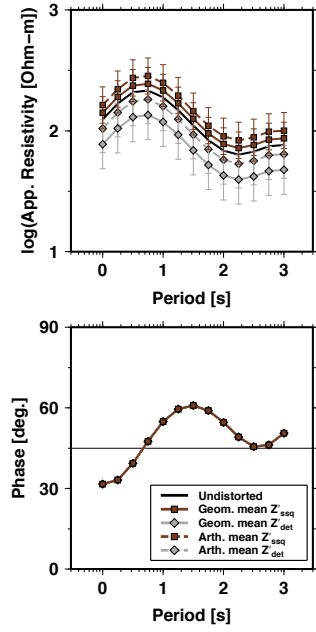 log(App. Resistivity [Ohm−m]
3
2
1
0 1 2 3
Period [s]
Phase [deg.]
90
60
30
0
Undistorted
Geom. mean Z'ssq
Geom. mean Z'det
Arth. mean Z'ssq
Arth. mean Z'det
0 1 2 3
Period [s]